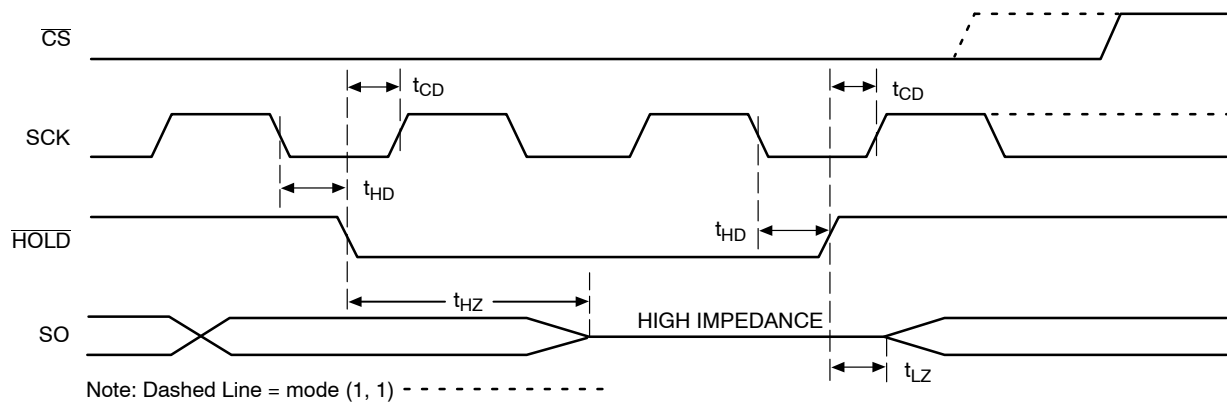 CS
tCD
tCD
SCK
tHD
HOLD
tHD
tHZ
HIGH IMPEDANCE
SO
tLZ
Note: Dashed Line = mode (1, 1)